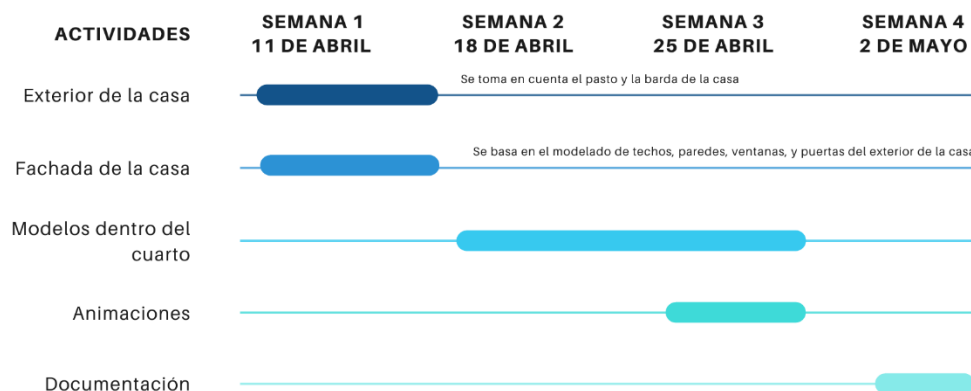 ACTIVIDADES
SEMANA 1
11 DE ABRIL
SEMANA 2
18 DE ABRIL
SEMANA 3
25 DE ABRIL
SEMANA 4
2 DE MAYO
Exterior de la casa
Se toma en cuenta el pasto y la barda de la casa
Fachada de la casa
Se basa en el modelado de techos, paredes, ventanas, y puertas del exterior de la casa
Modelos dentro del
cuarto
Animaciones
Documentación